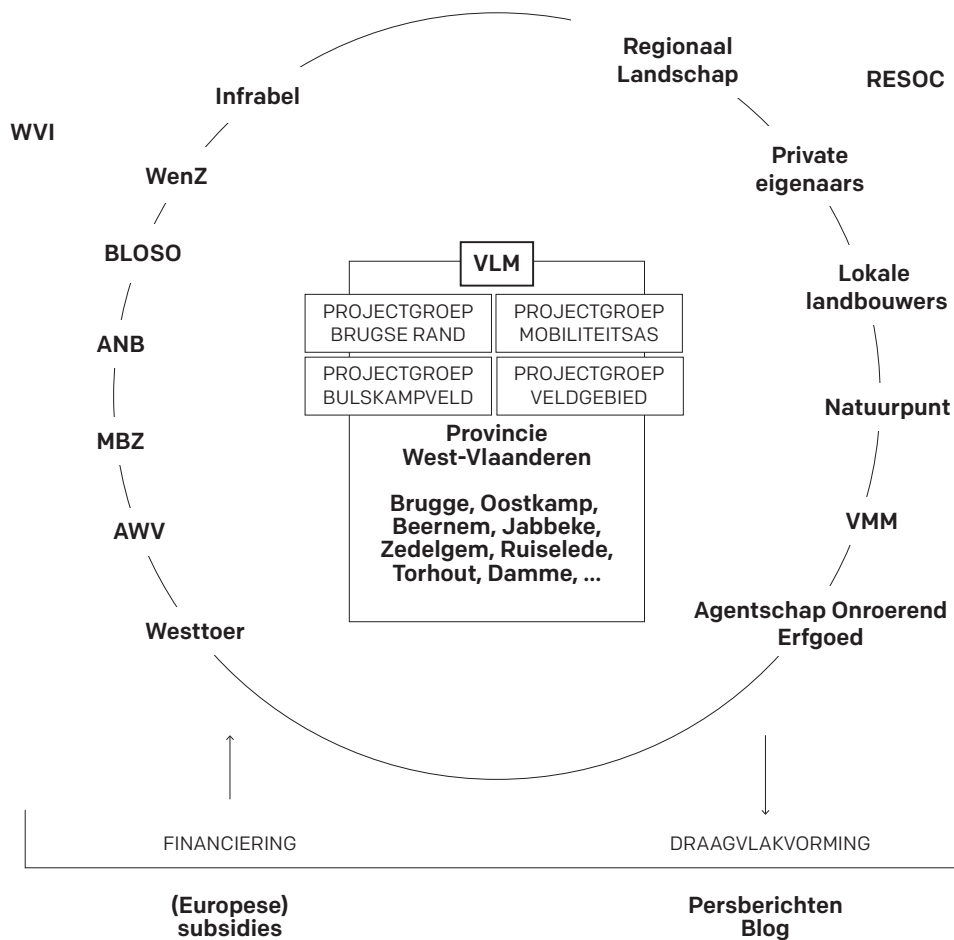 Regionaal
Landschap
RESOC
Infrabel
WVI
Private
eigenaars
WenZ
BLOSO
VLM
Lokale
landbouwers
PROJECTGROEP
BRUGSE RAND
PROJECTGROEP
MOBILITEITSAS
ANB
PROJECTGROEP
BULSKAMPVELD
PROJECTGROEP
VELDGEBIED
Natuurpunt
MBZ
Provincie
West-Vlaanderen
Brugge, Oostkamp,
Beernem, Jabbeke,
Zedelgem, Ruiselede,
Torhout, Damme, ...
AWV
VMM
Westtoer
Agentschap Onroerend
Erfgoed
FINANCIERING
DRAAGVLAKVORMING
(Europese)
subsidies
Persberichten
Blog